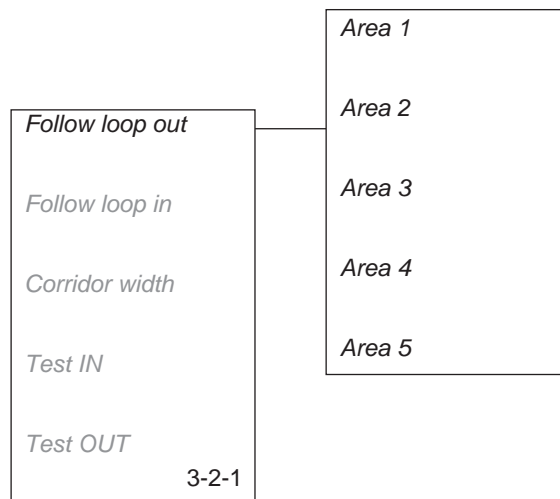 Follow loop out
Follow loop in
Corridor width
Test IN
Test OUT
3-2-1
Area 1
Area 2
Area 3
Area 4
Area 5